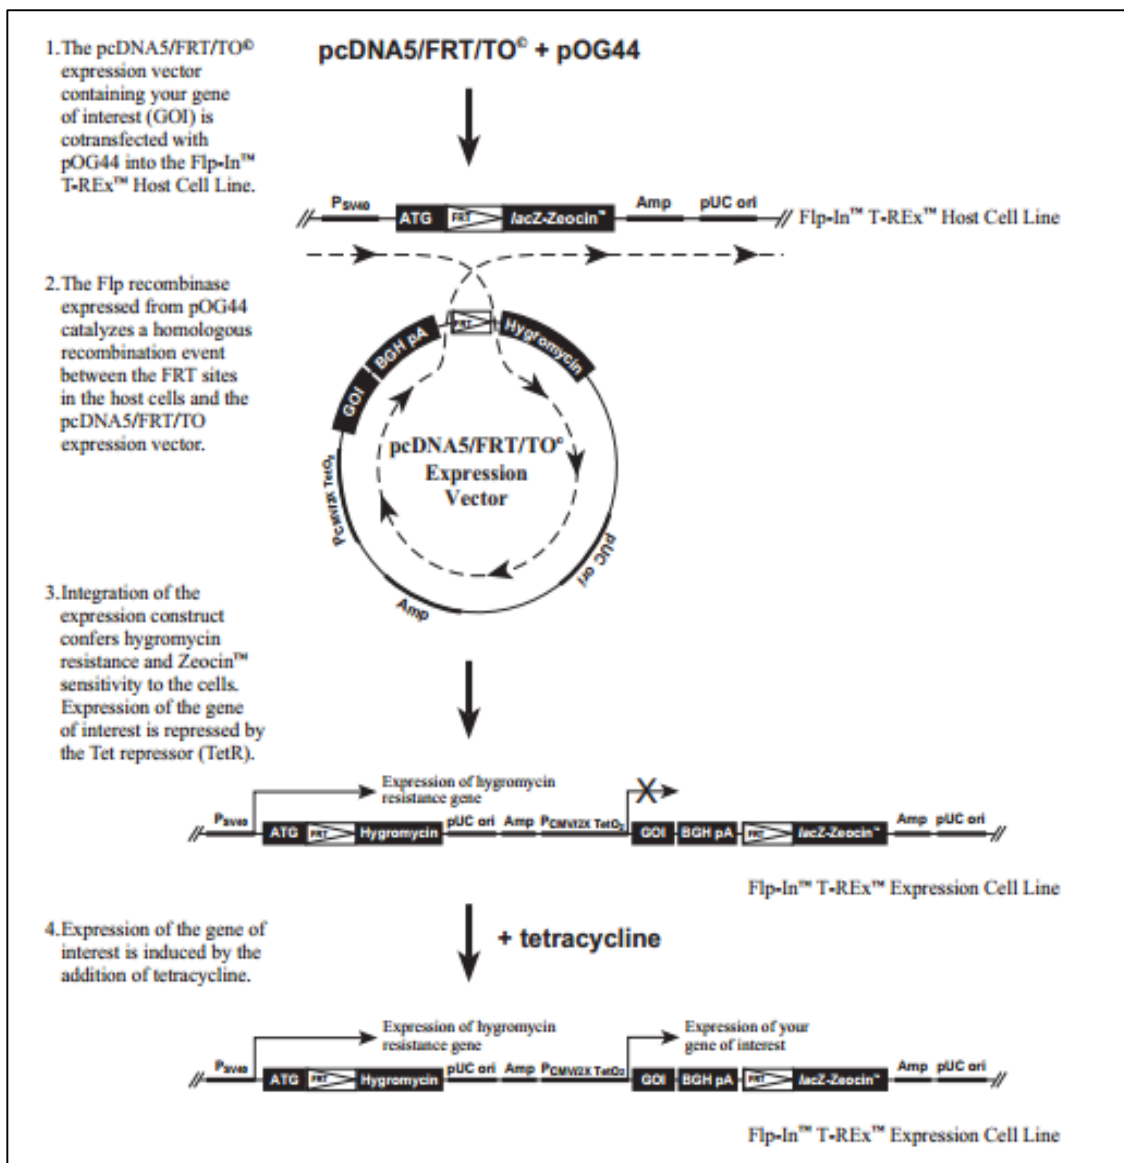 1.The pcDNA5/FRT/TO©
expression vector
containing your gene
of interest (GOI) is
cotransfected with
pOG44 into the Flp-In™
T-REx™ Host Cell Line.
pcDNA5/FRT/TO© + pOG44
PSV40
ATG
FRT
lacZ-Zeocin™
Amp
pUC ori
Flp-In™ T-REx™ Host Cell Line
2.The Flp recombinase
expressed from pOG44
catalyzes a homologous
recombination event
between the FRT sites
in the host cells and the
pcDNA5/FRT/TO
expression vector.
FRT
Hygromycin
BGH pA
GOI
PCMV/2X TetO2
Amp
pUC ori
pcDNA5/FRT/TO©
Expression
Vector
3.Integration of the
expression construct
confers hygromycin
resistance and Zeocin™
sensitivity to the cells.
Expression of the gene
of interest is repressed by
the Tet repressor (TetR).
Expression of hygromycin
resistance gene
X
PSV40
ATG
FRT
Hygromycin
pUC ori
Amp
PCMV/2X TetO2
GOI
BGH pA
FRT
lacZ-Zeocin™
Amp
pUC ori
Flp-In™ T-REx™ Expression Cell Line
4.Expression of the gene of
interest is induced by the
addition of tetracycline.
+ tetracycline
Expression of hygromycin
resistance gene
Expression of your
gene of interest
PSV40
ATG
FRT
Hygromycin
pUC ori
Amp
PCMV/2X TetO2
GOI
BGH pA
FRT
lacZ-Zeocin™
Amp
pUC ori
Flp-In™ T-REx™ Expression Cell Line